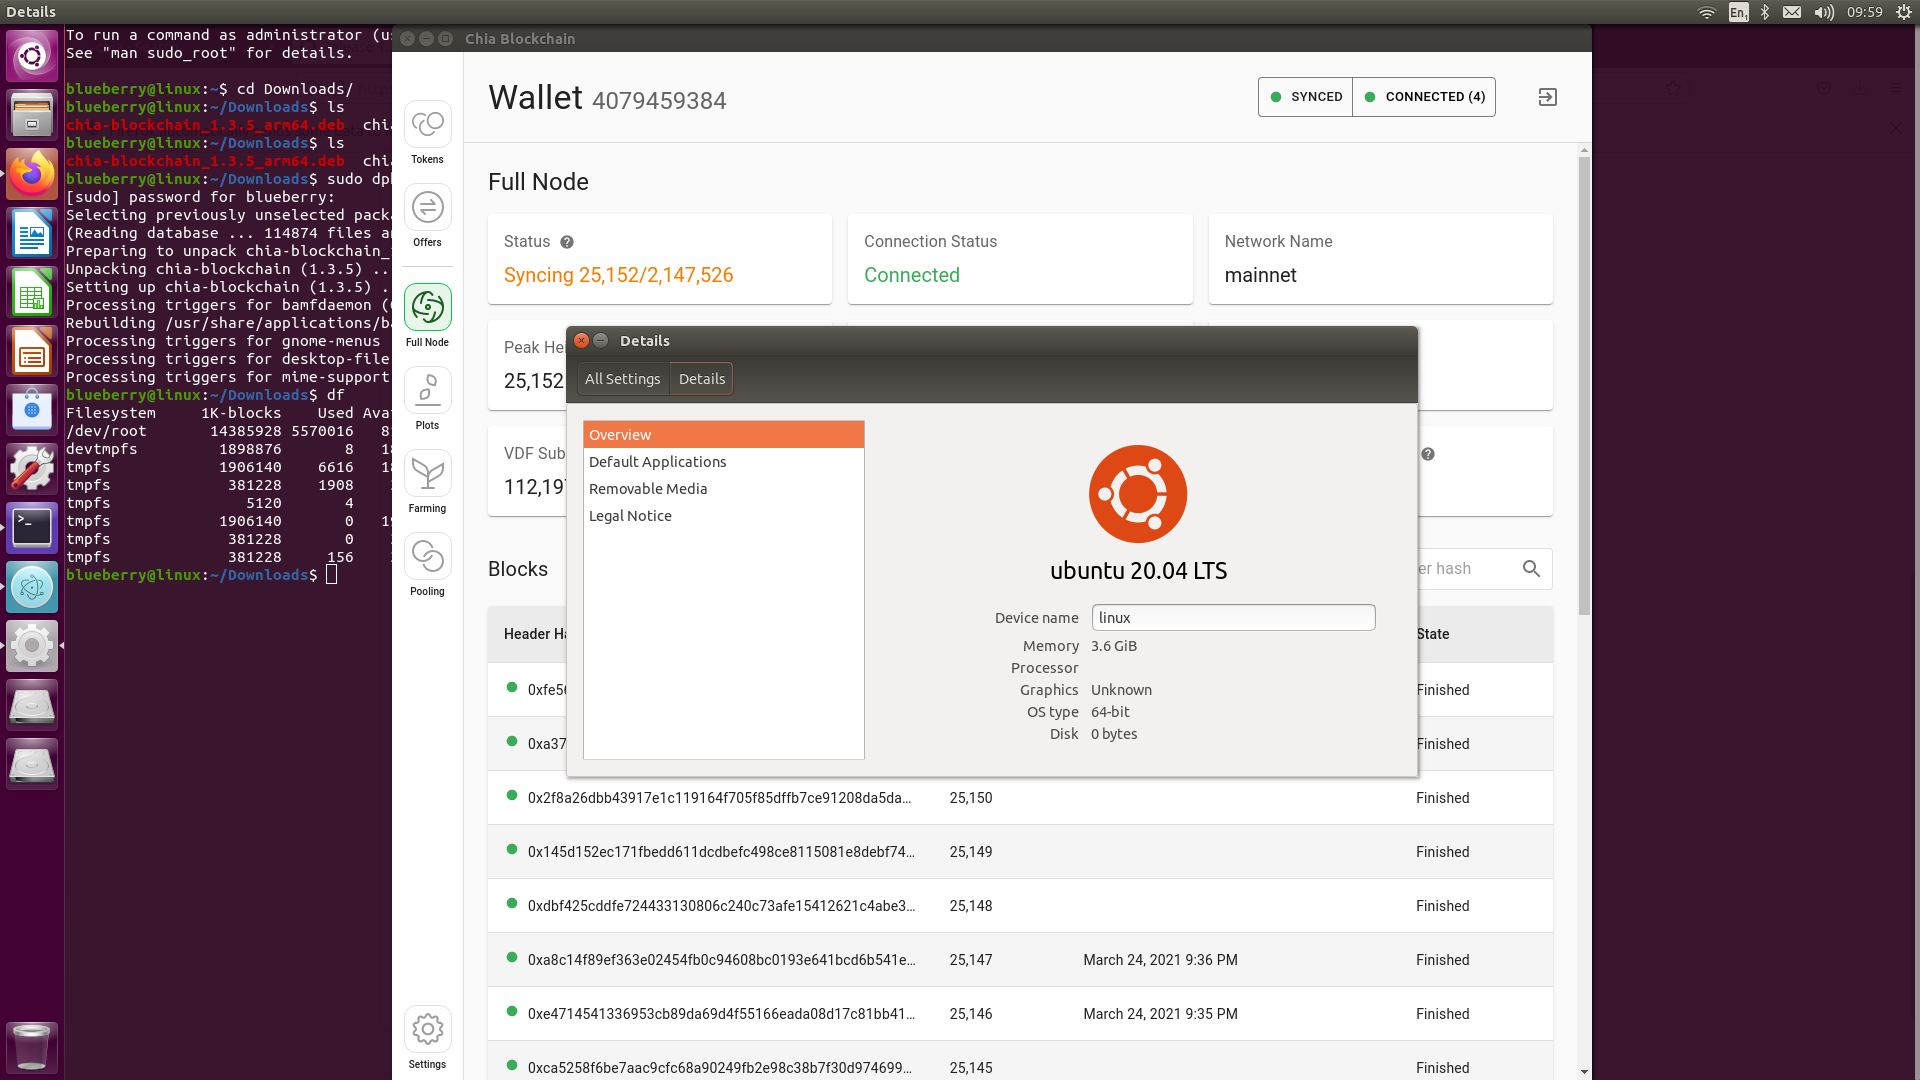 Details
En1
09:59
To run a command as administrator (u
See "man sudo_root" for details.
blueberry@linux:~$ cd Downloads/
blueberry@linux:~/Downloads$ ls
chia-blockchain_1.3.5_arm64.deb chi
blueberry@linux:~/Downloads$ ls
chia-blockchain_1.3.5_arm64.deb chi
blueberry@linux:~/Downloads$ sudo dp
[sudo] password for blueberry:
Selecting previously unselected pack
(Reading database ... 114874 files a
Preparing to unpack chia-blockchain_
Unpacking chia-blockchain (1.3.5) ..
Setting up chia-blockchain (1.3.5) .
Processing triggers for bamfdaemon (
Rebuilding /usr/share/applications/b
Processing triggers for gnome-menus
Processing triggers for desktop-file
Processing triggers for mime-support
blueberry@linux:~/Downloads$ df
Filesystem 1K-blocks Used Ava
/dev/root 14385928 5570016 8
devtmpfs 1898876 8 1
tmpfs 1906140 6616 18
tmpfs 381228 1908
tmpfs 5120 4
tmpfs 1906140 0 19
tmpfs 381228 0
tmpfs 381228 156
blueberry@linux:~/Downloads$
Chia Blockchain
Tokens
Offers
Full Node
Plots
Farming
Pooling
Settings
Wallet 4079459384
SYNCED
CONNECTED (4)
Full Node
Status
Syncing 25,152/2,147,526
Connection Status
Connected
Network Name
mainnet
Peak Hei
25,152
VDF Sub
112,197
Blocks
er hash
Header Ha
State
0xfe56 Finished
0xa37 Finished
0x2f8a26dbb43917e1c119164f705f85dffb7ce91208da5da... 25,150 Finished
0x145d152ec171fbedd611dcdbefc498ce8115081e8debf74... 25,149 Finished
0xdbf425cddfe724433130806c240c73afe15412621c4abe3... 25,148 Finished
0xa8c14f89ef363e02454fb0c94608bc0193e641bcd6b541e... 25,147 March 24, 2021 9:36 PM Finished
0xe4714541336953cb89da69d4f55166eada08d17c81bb41... 25,146 March 24, 2021 9:35 PM Finished
0xca5258f6be7aac9cfc68a90249fb2e98c38b7f30d974699... 25,145 Finished
Details
All Settings
Details
Overview
Default Applications
Removable Media
Legal Notice
ubuntu 20.04 LTS
Device name linux
Memory 3.6 GiB
Processor
Graphics Unknown
OS type 64-bit
Disk 0 bytes